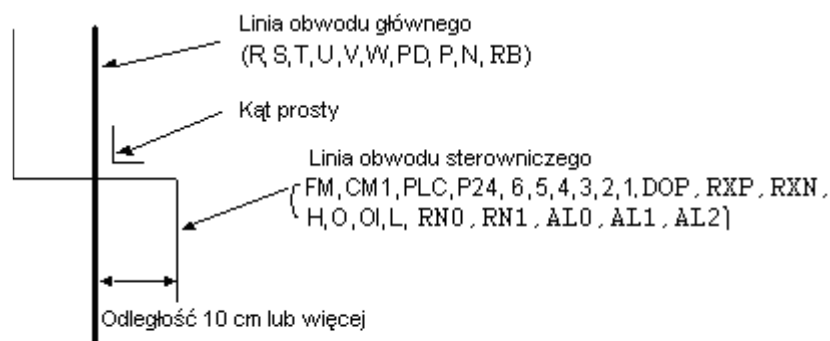 Linia obwodu głównego
(R,S,T,U,V,W,PD, P,N, RB)
Kąt prosty
Linia obwodu sterowniczego
FM,CM1,PLC,P24, 6,5,4,3,2,1,DOP, RXP, RXN,
H,O,OI,L, RN0, RN1, AL0, AL1, AL2)
Odległość 10 cm lub więcej